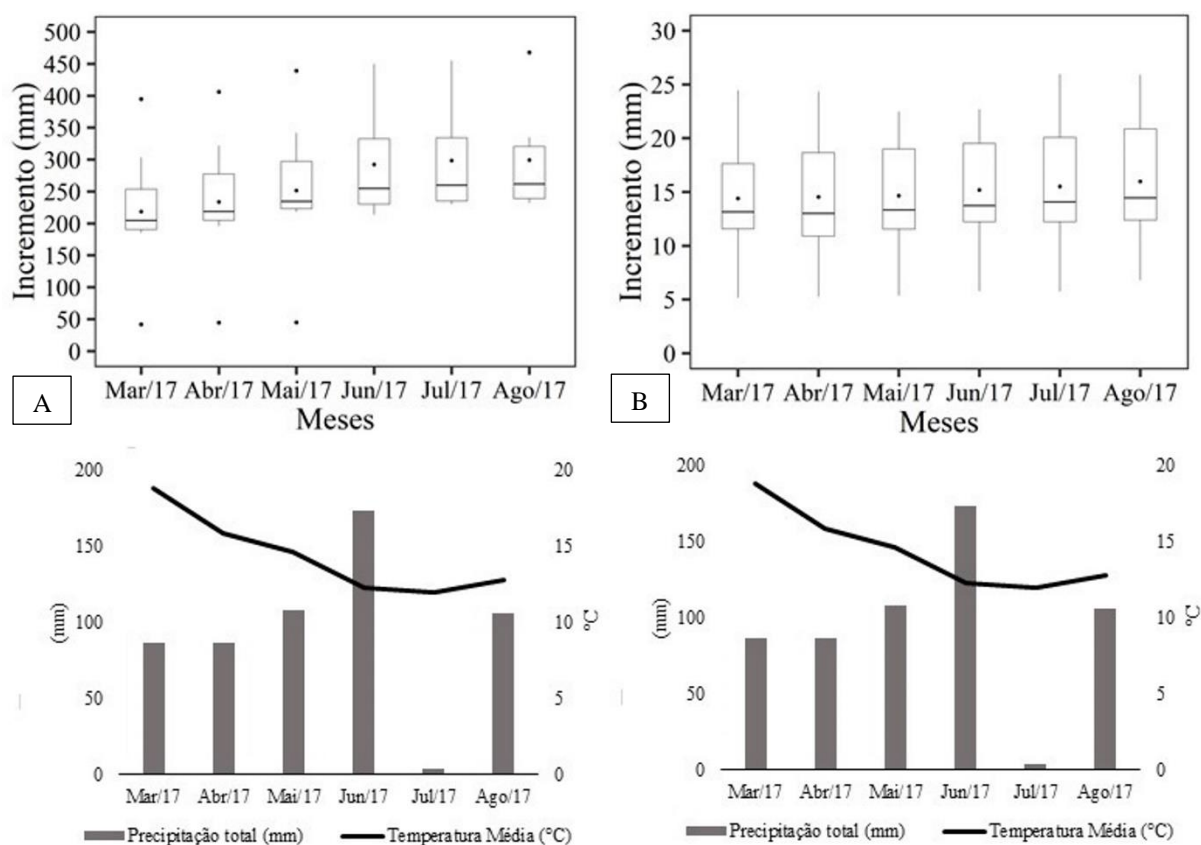 Incremento (mm)
500
450
400
350
300
250
200
150
100
50
0
Mar/17 Abr/17 Mai/17 Jun/17 Jul/17 Ago/17
Meses
A
Incremento (mm)
30
25
20
15
10
5
0
Mar/17 Abr/17 Mai/17 Jun/17 Jul/17 Ago/17
Meses
B
200
150
100
50
0
(mm)
20
15
10
5
0
°C
Mar/17 Abr/17 Mai/17 Jun/17 Jul/17 Ago/17
Precipitação total (mm) Temperatura Média (°C)
200
150
100
50
0
(mm)
20
15
10
5
0
°C
Mar/17 Abr/17 Mai/17 Jun/17 Jul/17 Ago/17
Precipitação total (mm) Temperatura Média (°C)